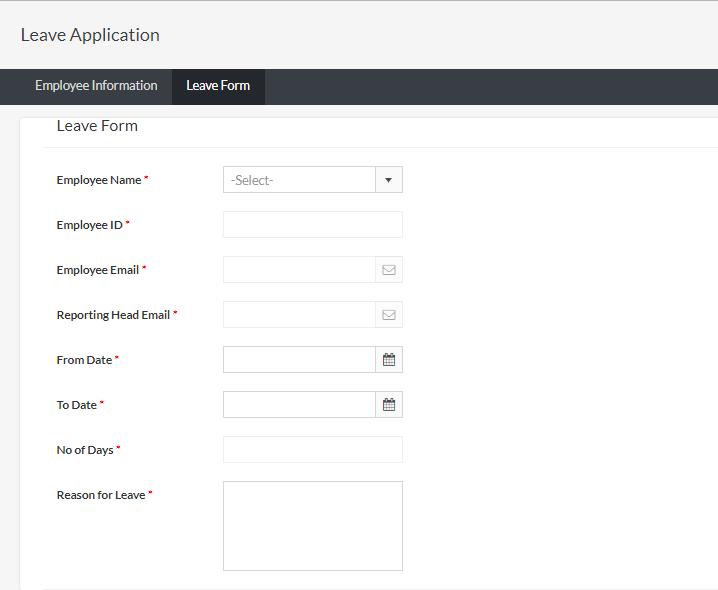 Leave Application
Employee Information Leave Form
Leave Form
Employee Name * -Select-
Employee ID *
Employee Email *
Reporting Head Email *
From Date *
To Date *
No of Days *
Reason for Leave *